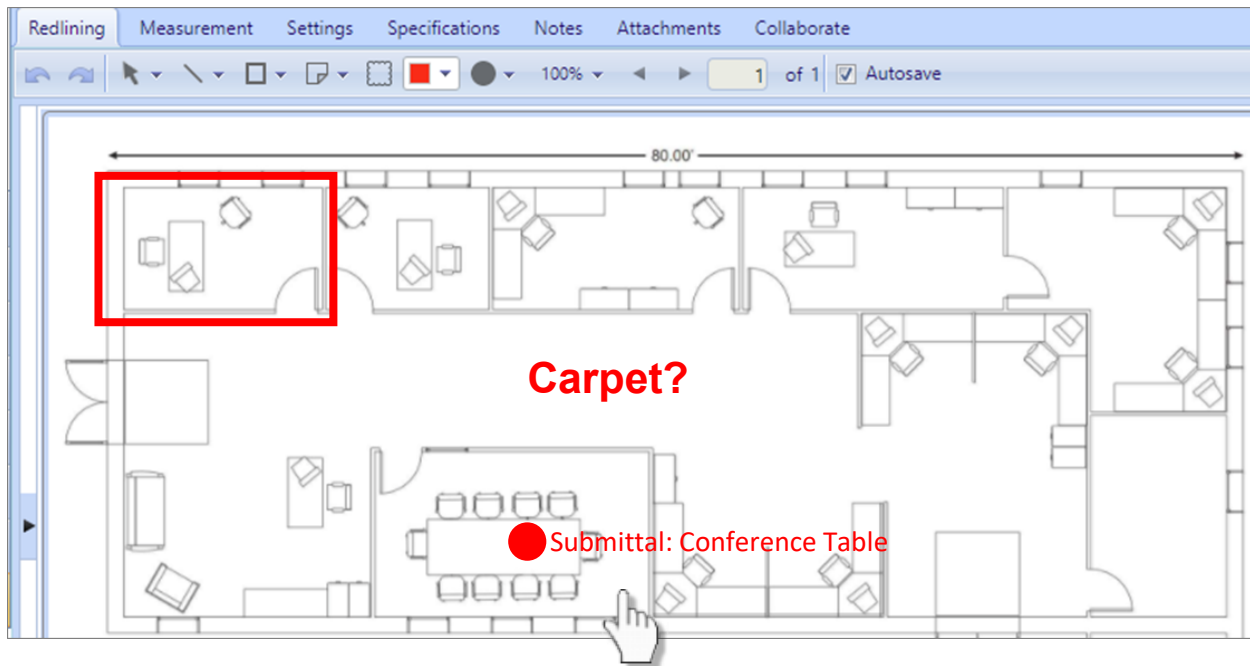 Redlining Measurement Settings Specifications Notes Attachments Collaborate
100% 1 of 1 Autosave
80.00'
Carpet?
Submittal: Conference Table